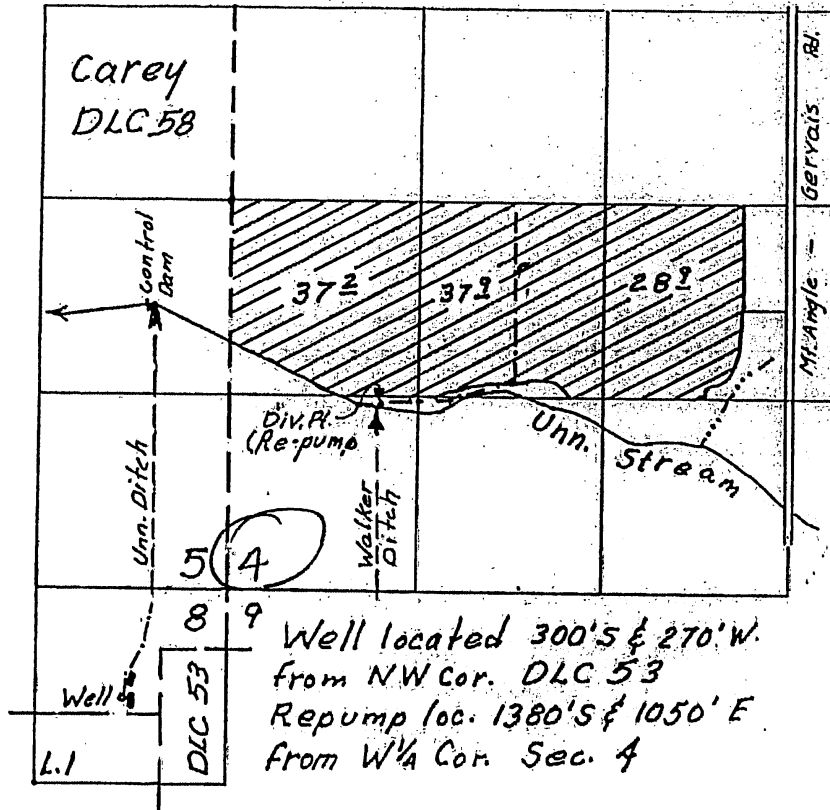 Carey
DLC 58
Mt. Angle - Gervais Rd.
Control
Dam
37.2
37.9
28.9
Div. Pt.
(Re-pump
Unn. Stream
Unn. Ditch
Walker
Ditch
5 4
8 9
Well
DLC 53
L.1
Well located 300'S & 270'W.
from NW Cor. DLC 53
Repump loc. 1380'S & 1050'E
from W¼ Cor. Sec. 4